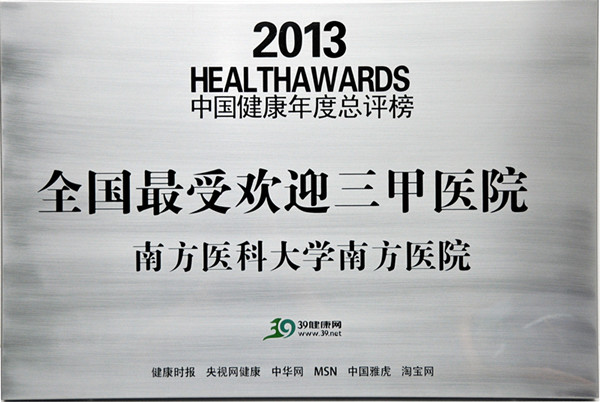 2013
HEALTHAWARDS
中国健康年度总评榜
全国最受欢迎三甲医院
南方医科大学南方医院
39健康网
www.39.net
健康时报 央视网健康 中华网 MSN 中国雅虎 淘宝网